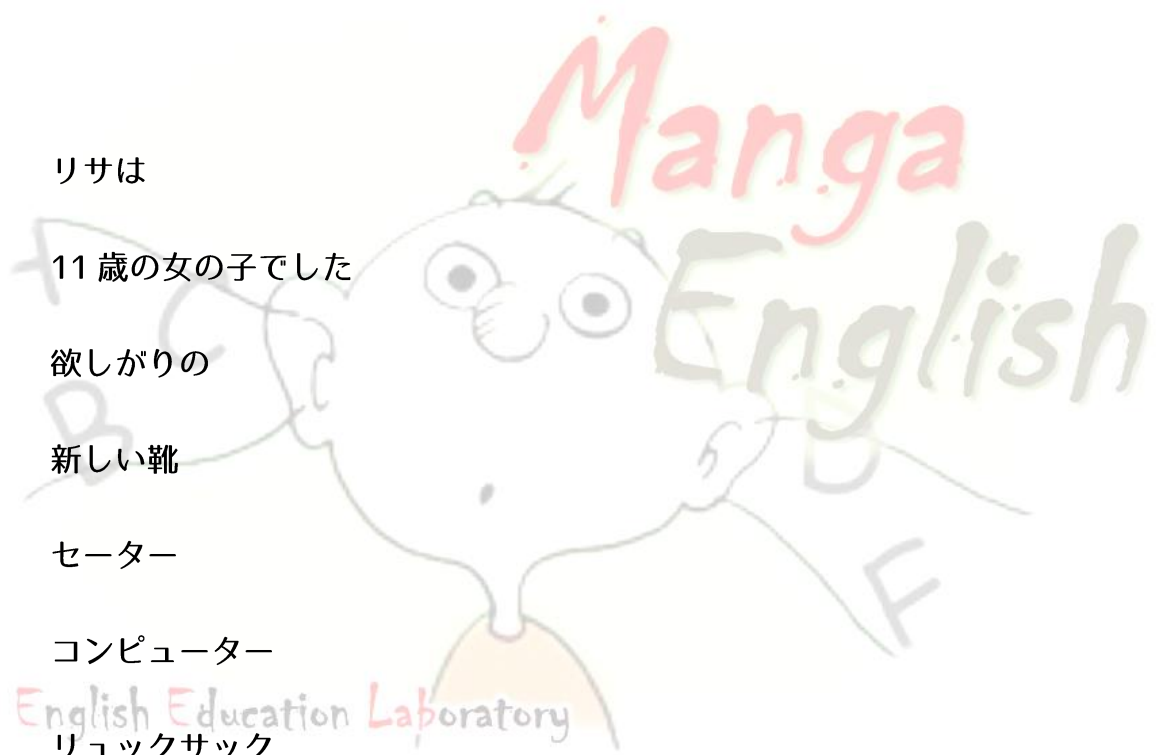 Manga
English
リサは
11 歳の女の子でした
欲しがりの
新しい靴
セーター
コンピューター
English Education Laboratory
リュックサック
T
C
B
D
F